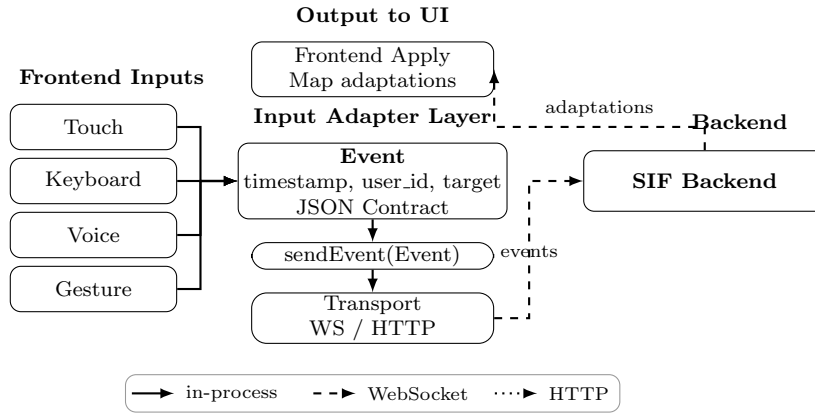 Output to UI
Frontend Apply
Map adaptations
Frontend Inputs
Touch
Keyboard
Voice
Gesture
Input Adapter Layer
Event
timestamp, user_id, target
JSON Contract
sendEvent(Event)
Transport
WS / HTTP
events
adaptations
Backend
SIF Backend
in-process
WebSocket
HTTP